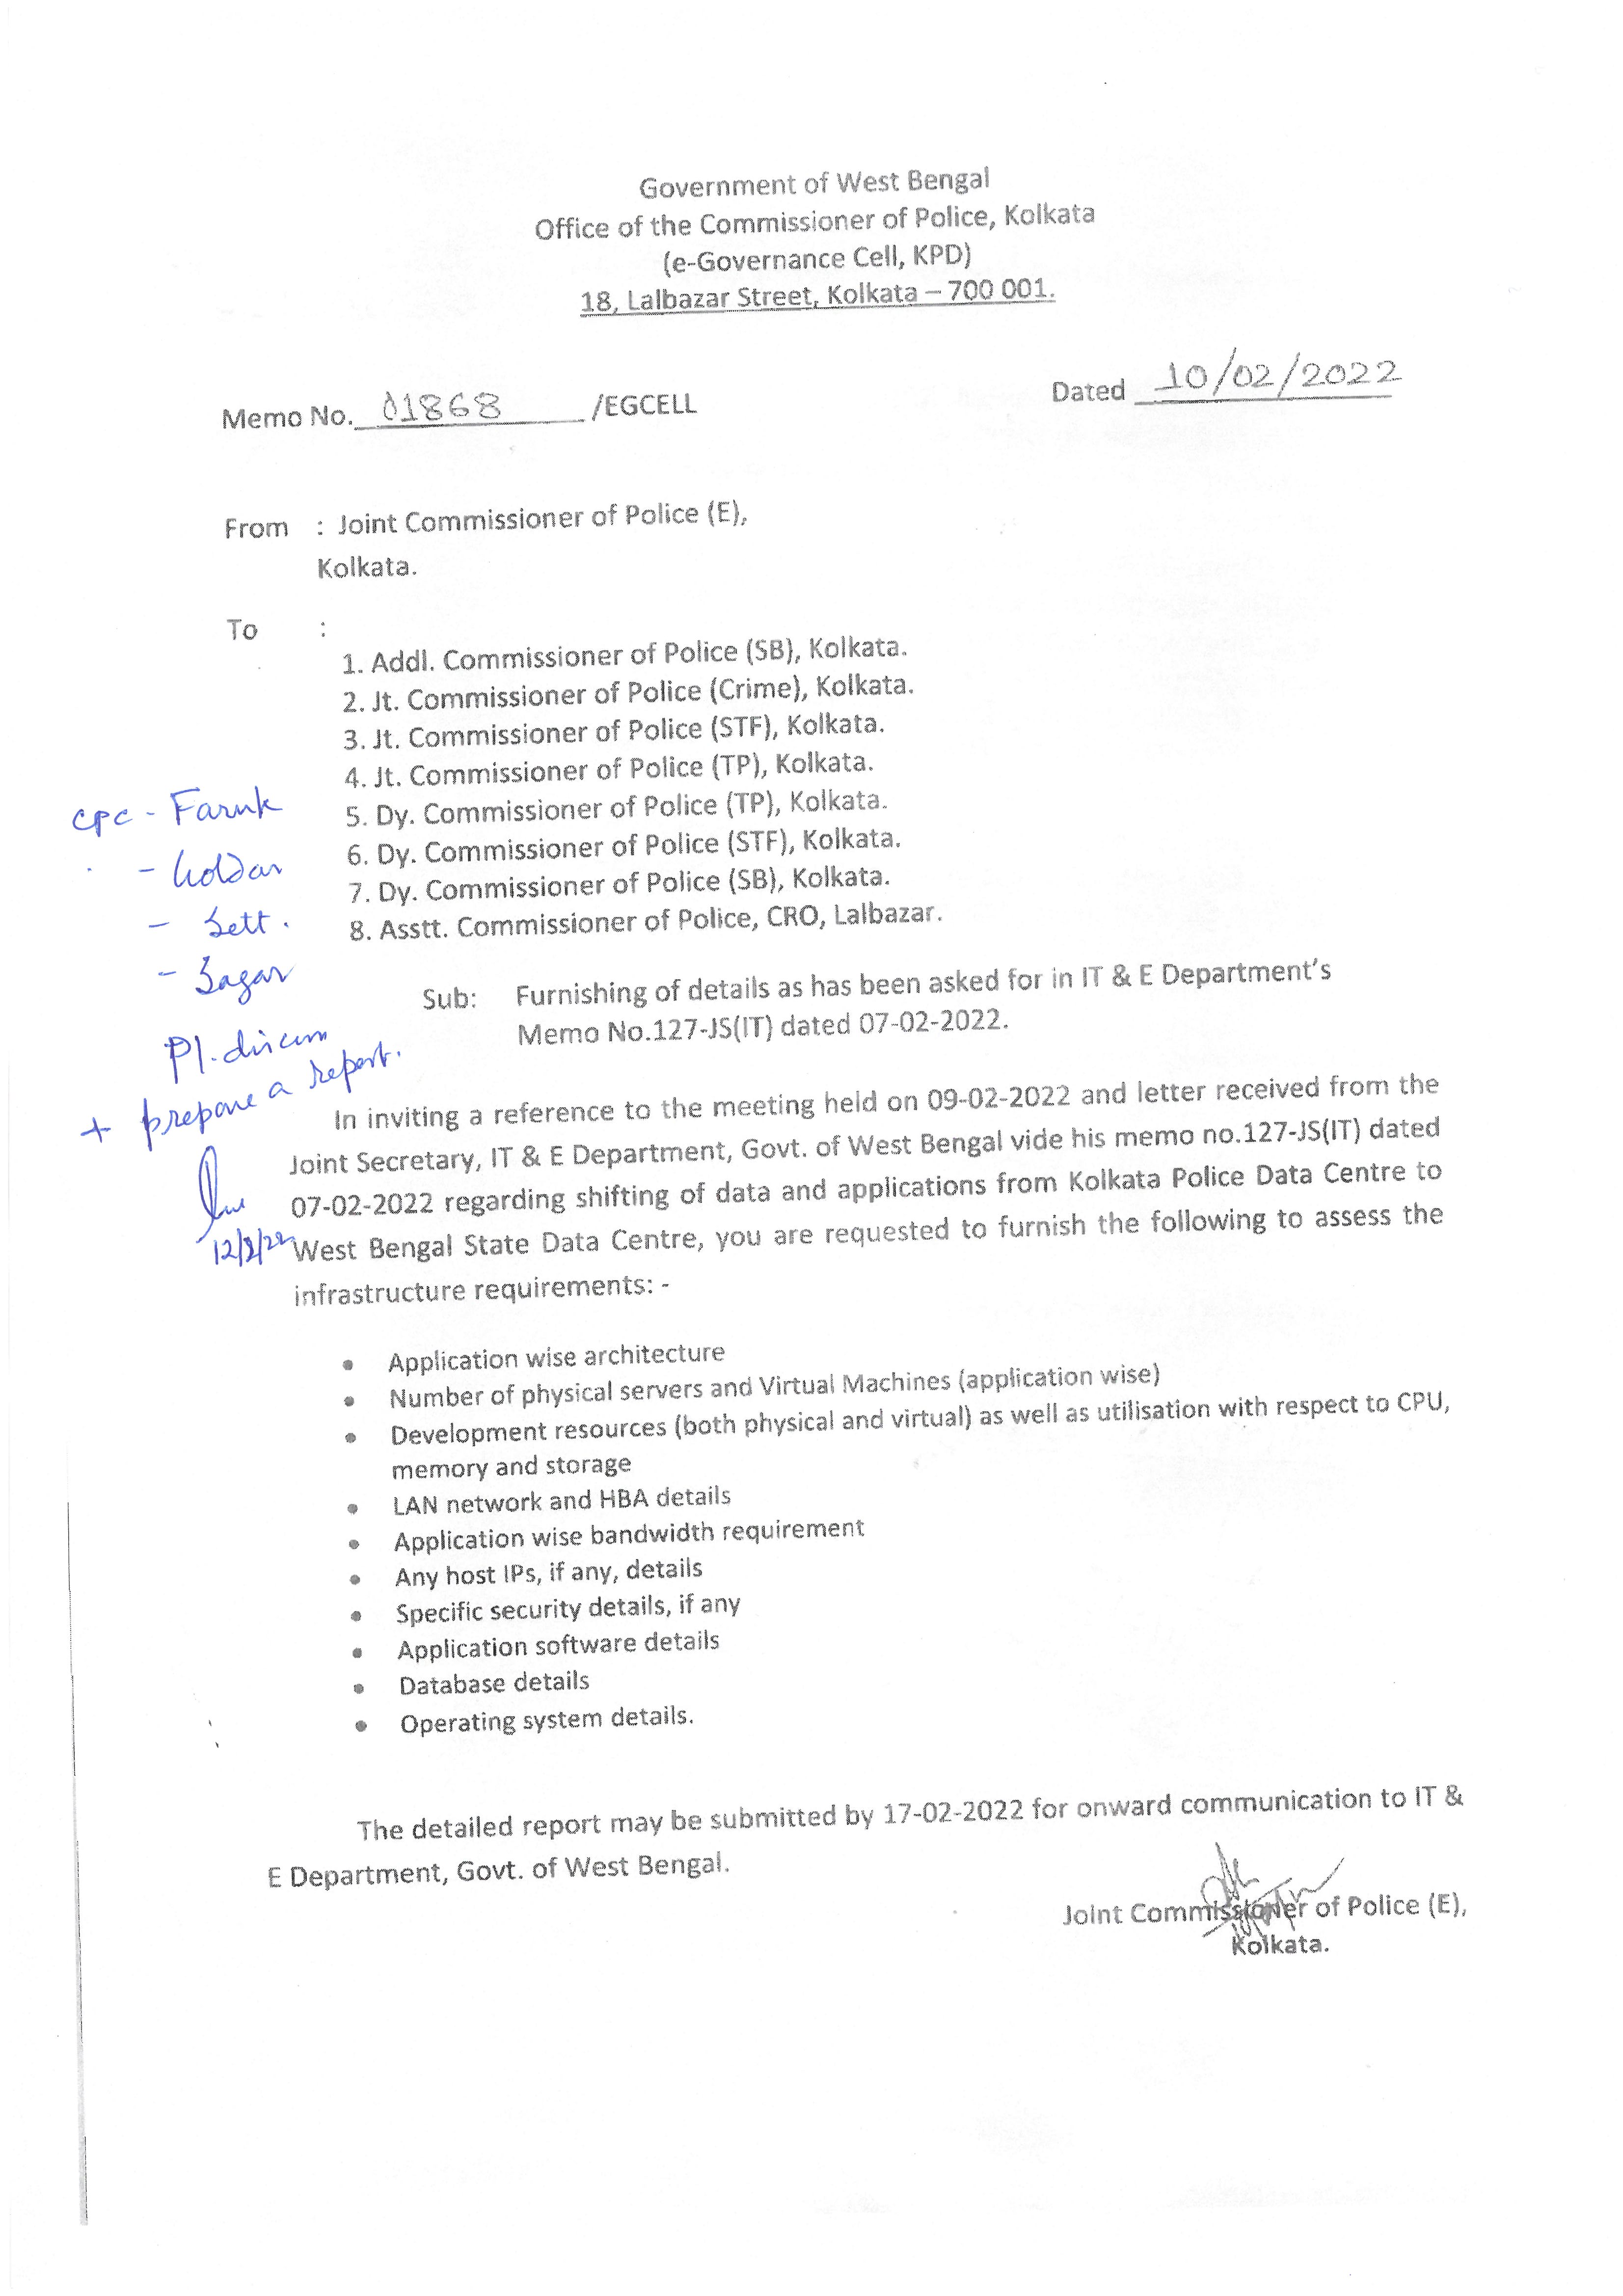 Government of West Bengal
Office of the Commissioner of Police, Kolkata
(e-Governance Cell, KPD)
18, Lalbazar Street, Kolkata – 700 001.
Memo No. 01868 /EGCELL
Dated 10/02/2022
From : Joint Commissioner of Police (E),
Kolkata.
To :
1. Addl. Commissioner of Police (SB), Kolkata.
2. Jt. Commissioner of Police (Crime), Kolkata.
3. Jt. Commissioner of Police (STF), Kolkata.
4. Jt. Commissioner of Police (TP), Kolkata.
5. Dy. Commissioner of Police (TP), Kolkata.
6. Dy. Commissioner of Police (STF), Kolkata.
7. Dy. Commissioner of Police (SB), Kolkata.
8. Asstt. Commissioner of Police, CRO, Lalbazar.
cpc - Faruk
- Sett.
- Sagar
Pl. discuss
+ prepare a report.
Sub: Furnishing of details as has been asked for in IT & E Department's
Memo No.127-JS(IT) dated 07-02-2022.
In inviting a reference to the meeting held on 09-02-2022 and letter received from the
Joint Secretary, IT & E Department, Govt. of West Bengal vide his memo no.127-JS(IT) dated
07-02-2022 regarding shifting of data and applications from Kolkata Police Data Centre to
West Bengal State Data Centre, you are requested to furnish the following to assess the
infrastructure requirements: -
12/2/22
• Application wise architecture
• Number of physical servers and Virtual Machines (application wise)
• Development resources (both physical and virtual) as well as utilisation with respect to CPU,
memory and storage
• LAN network and HBA details
• Application wise bandwidth requirement
• Any host IPs, if any, details
• Specific security details, if any
• Application software details
• Database details
• Operating system details.
The detailed report may be submitted by 17-02-2022 for onward communication to IT &
E Department, Govt. of West Bengal.
Joint Commissioner of Police (E),
Kolkata.